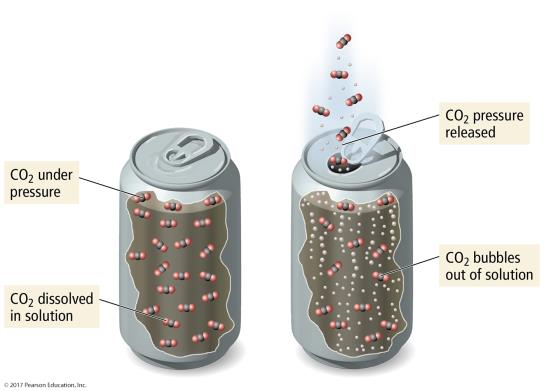 CO₂ pressure
released
CO₂ under
pressure
CO₂ bubbles
out of solution
CO₂ dissolved
in solution
© 2017 Pearson Education, Inc.